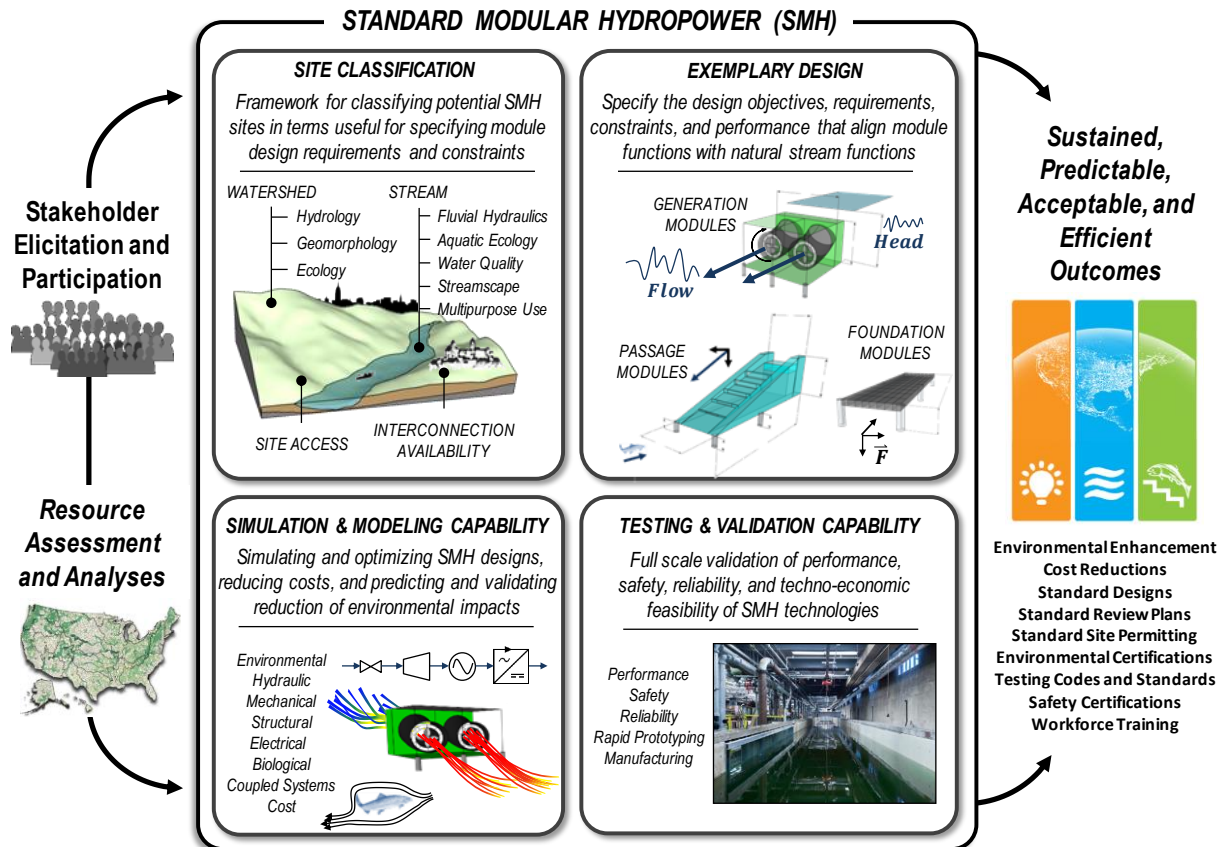 STANDARD MODULAR HYDROPOWER (SMH)
Stakeholder
Elicitation and
Participation
Resource
Assessment
and Analyses
SITE CLASSIFICATION
Framework for classifying potential SMH
sites in terms useful for specifying module
design requirements and constraints
WATERSHED
Hydrology
Geomorphology
Ecology
STREAM
Fluvial Hydraulics
Aquatic Ecology
Water Quality
Streamscape
Multipurpose Use
SITE ACCESS
INTERCONNECTION
AVAILABILITY
EXEMPLARY DESIGN
Specify the design objectives, requirements,
constraints, and performance that align module
functions with natural stream functions
GENERATION
MODULES
Head
Flow
PASSAGE
MODULES
FOUNDATION
MODULES
F
SIMULATION & MODELING CAPABILITY
Simulating and optimizing SMH designs,
reducing costs, and predicting and validating
reduction of environmental impacts
Environmental
Hydraulic
Mechanical
Structural
Electrical
Biological
Coupled Systems
Cost
TESTING & VALIDATION CAPABILITY
Full scale validation of performance,
safety, reliability, and techno-economic
feasibility of SMH technologies
Performance
Safety
Reliability
Rapid Prototyping
Manufacturing
Sustained,
Predictable,
Acceptable, and
Efficient
Outcomes
Environmental Enhancement
Cost Reductions
Standard Designs
Standard Review Plans
Standard Site Permitting
Environmental Certifications
Testing Codes and Standards
Safety Certifications
Workforce Training